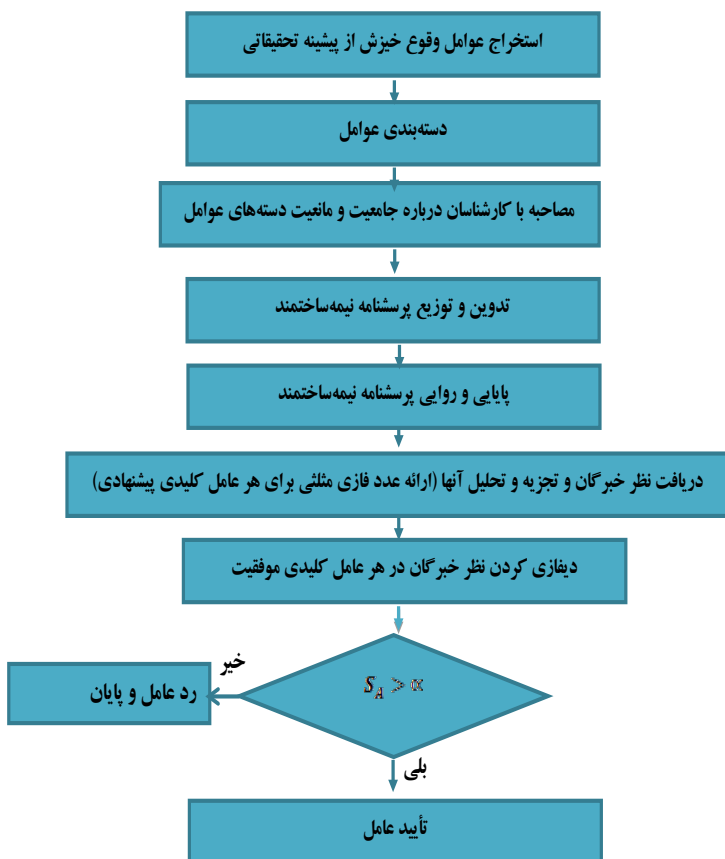 استخراج عوامل وقوع خیزش از پیشینه تحقیقاتی
دسته‌بندی عوامل
مصاحبه با کارشناسان درباره جامعیت و مانعیت دسته‌های عوامل
تدوین و توزیع پرسشنامه نیمه‌ساختمند
پایایی و روایی پرسشنامه نیمه‌ساختمند
دریافت نظر خبرگان و تجزیه و تحلیل آنها (ارائه عدد فازی مثلثی برای هر عامل کلیدی پیشنهادی)
دیفازی کردن نظر خبرگان در هر عامل کلیدی موفقیت
S_A > ∝
خیر
رد عامل و پایان
بلی
تأیید عامل